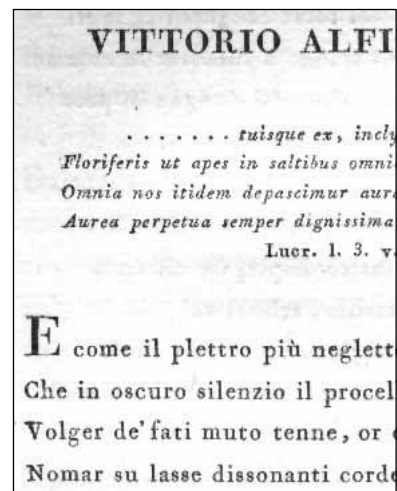 VITTORIO ALFI
. . . . . . . tuisque ex, incly
Floriferis ut apes in saltibus omni
Omnia nos itidem depascimur aur
Aurea perpetua semper dignissima
Lucr. l. 3. v.
E come il plettro più neglett
Che in oscuro silenzio il procel
Volger de' fati muto tenne, or
Nomar su lasse dissonanti corde